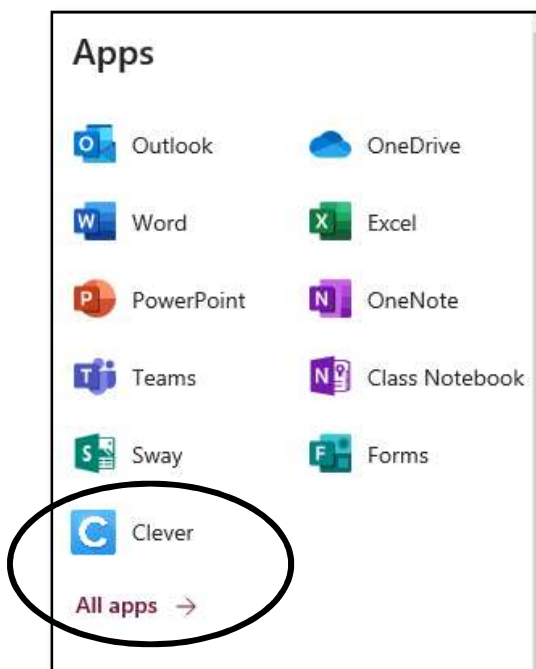 Apps
Outlook OneDrive
Word Excel
PowerPoint OneNote
Teams Class Notebook
Sway Forms
Clever
All apps →